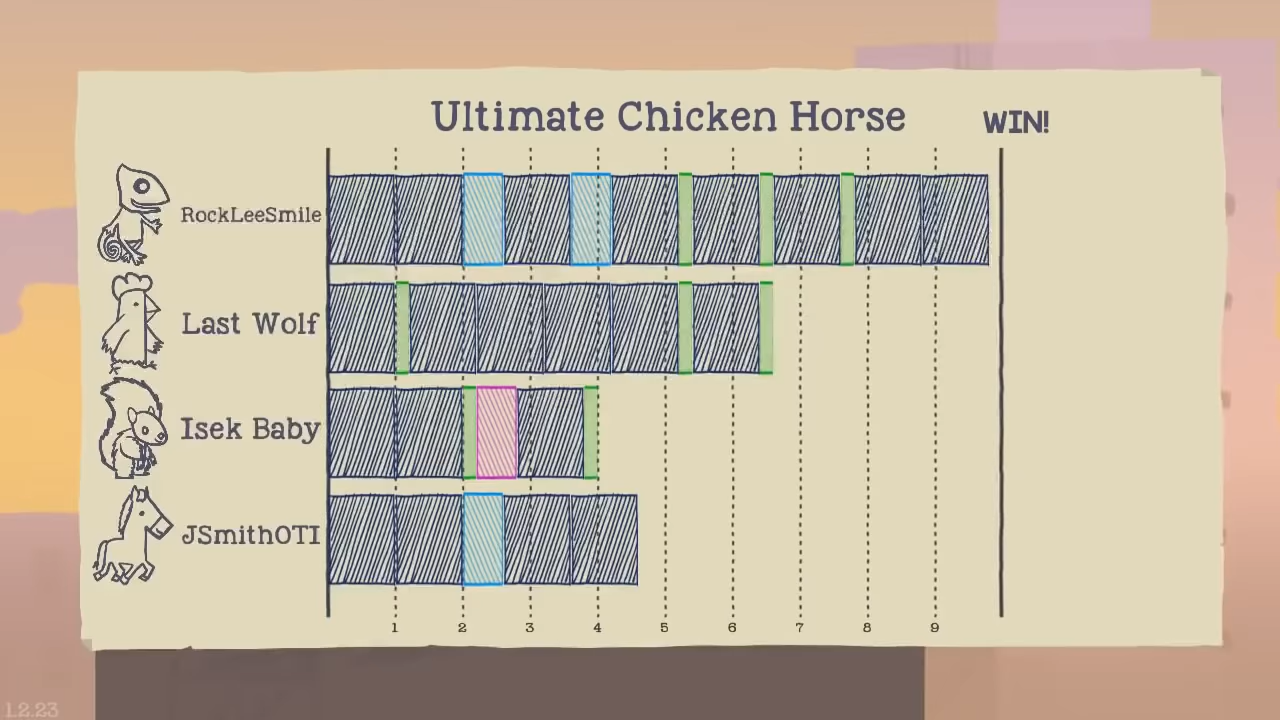 Ultimate Chicken Horse
WIN!
RockLeeSmile
Last Wolf
Isek Baby
JSmithOTI
1 2 3 4 5 6 7 8 9
1.2.23